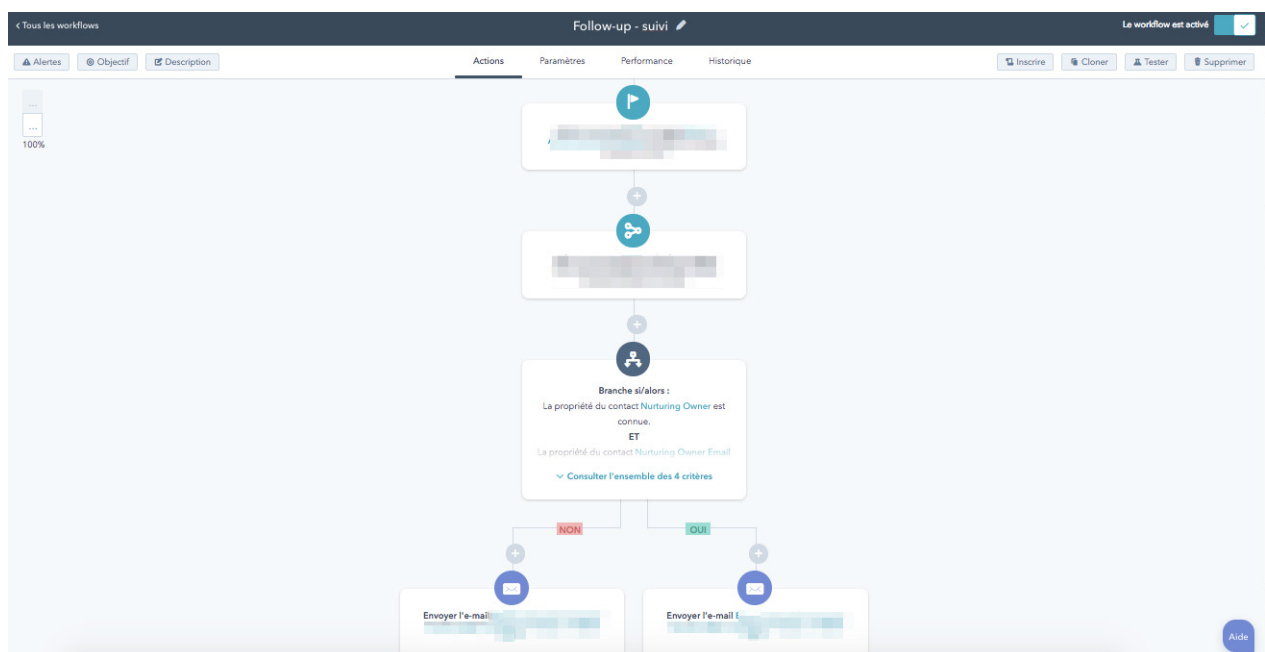 Tous les workflows
Follow-up - suivi
Le workflow est activé
Alertes
Objectif
Description
Actions
Paramètres
Performance
Historique
Inscrire
Cloner
Tester
Supprimer
...
...
100%
Branche si/alors :
La propriété du contact Nurturing Owner est
connue.
ET
La propriété du contact Nurturing Owner Email
Consulter l'ensemble des 4 critères
NON
OUI
Envoyer l'e-mail
Envoyer l'e-mail
Aide